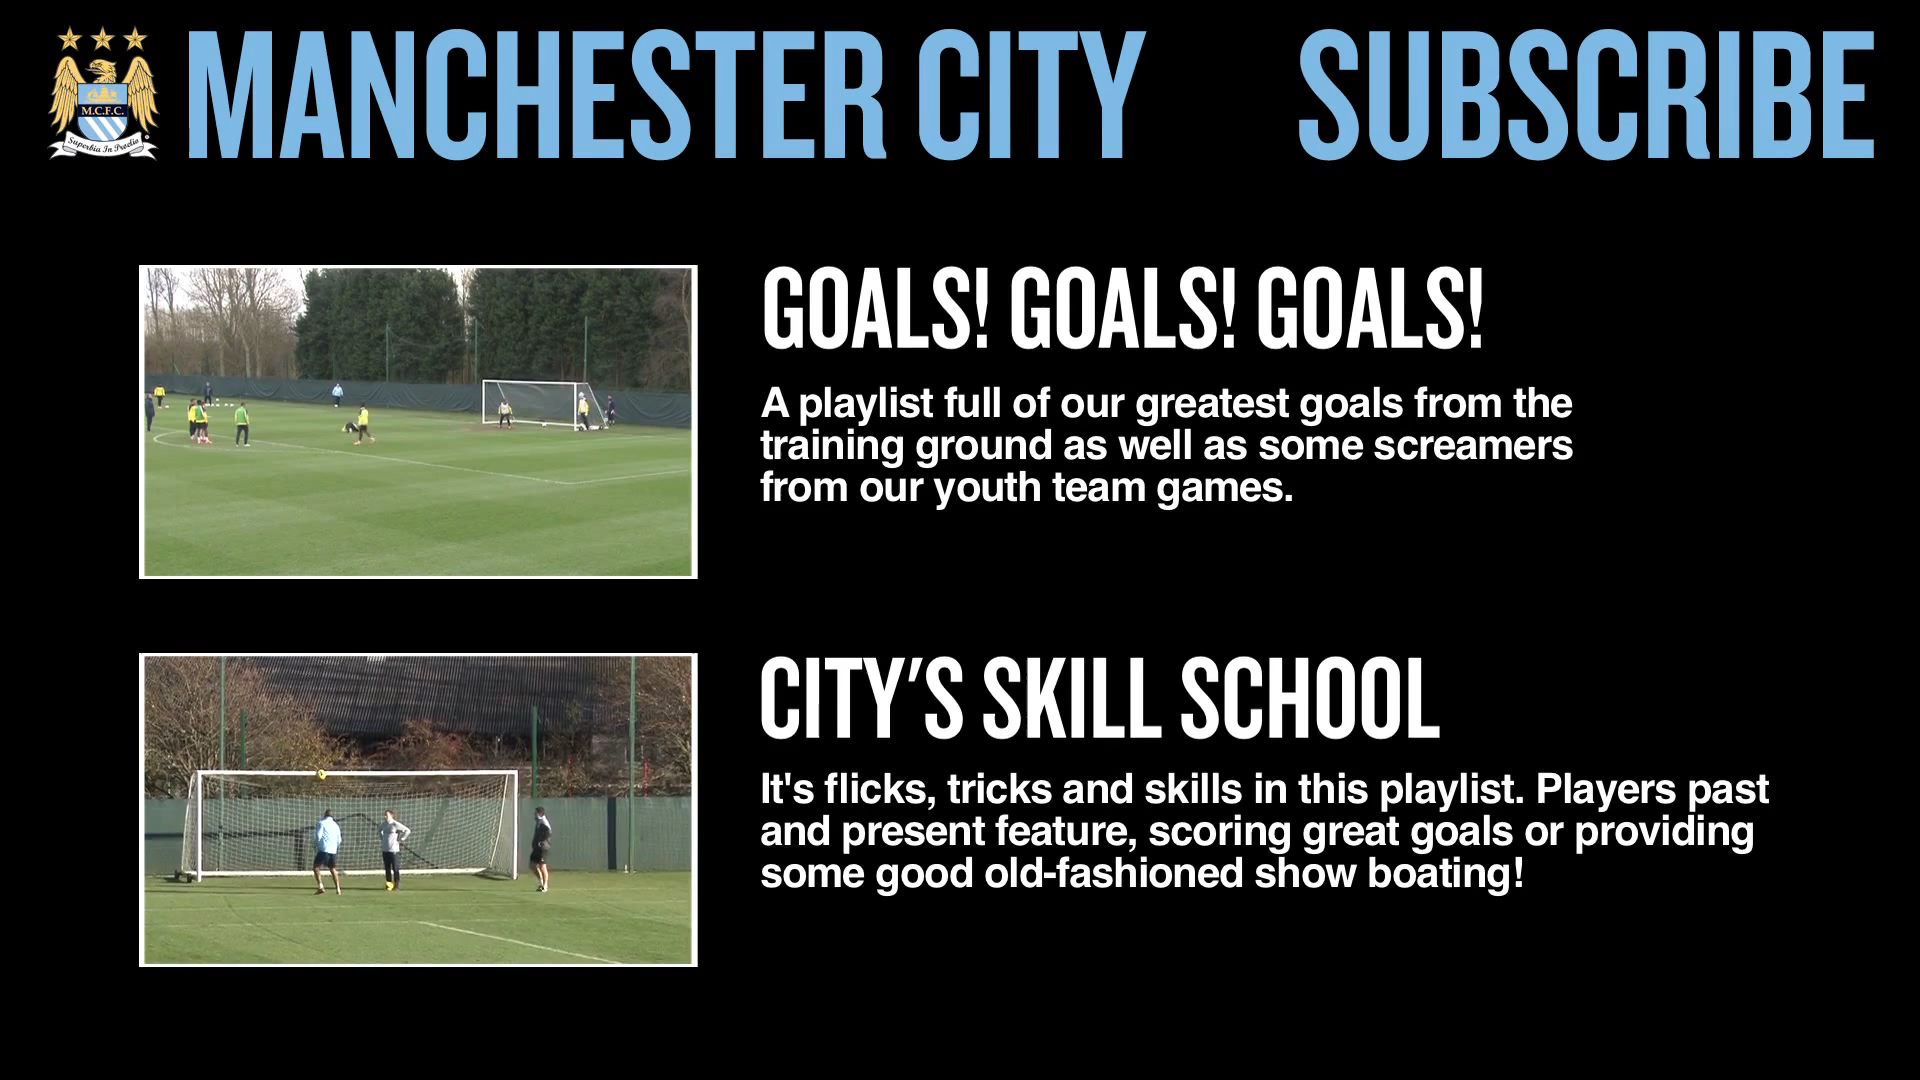 MANCHESTER CITY
SUBSCRIBE
M.C.F.C.
Superbia In Proelio
GOALS! GOALS! GOALS!
A playlist full of our greatest goals from the
training ground as well as some screamers
from our youth team games.
CITY'S SKILL SCHOOL
It's flicks, tricks and skills in this playlist. Players past
and present feature, scoring great goals or providing
some good old-fashioned show boating!